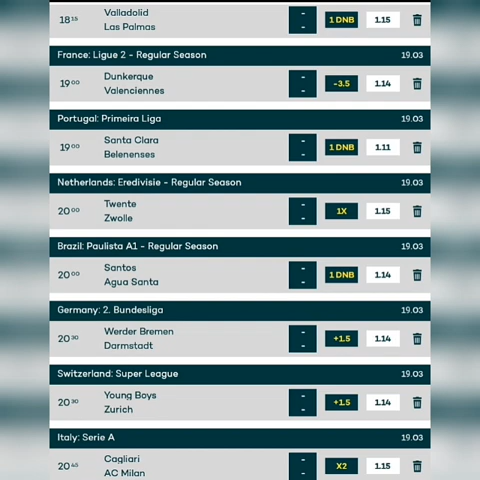 Valladolid
18 15 - 1 DNB 1.15
Las Palmas -
France: Ligue 2 - Regular Season 19.03
Dunkerque -
19 00 -3.5 1.14
Valenciennes -
Portugal: Primeira Liga 19.03
Santa Clara -
19 00 1 DNB 1.11
Belenenses -
Netherlands: Eredivisie - Regular Season 19.03
Twente -
20 00 1X 1.15
Zwolle -
Brazil: Paulista A1 - Regular Season 19.03
Santos -
20 00 1 DNB 1.14
Agua Santa -
Germany: 2. Bundesliga 19.03
Werder Bremen -
20 30 +1.5 1.14
Darmstadt -
Switzerland: Super League 19.03
Young Boys -
20 30 +1.5 1.14
Zurich -
Italy: Serie A 19.03
Cagliari -
20 45 X2 1.15
AC Milan -